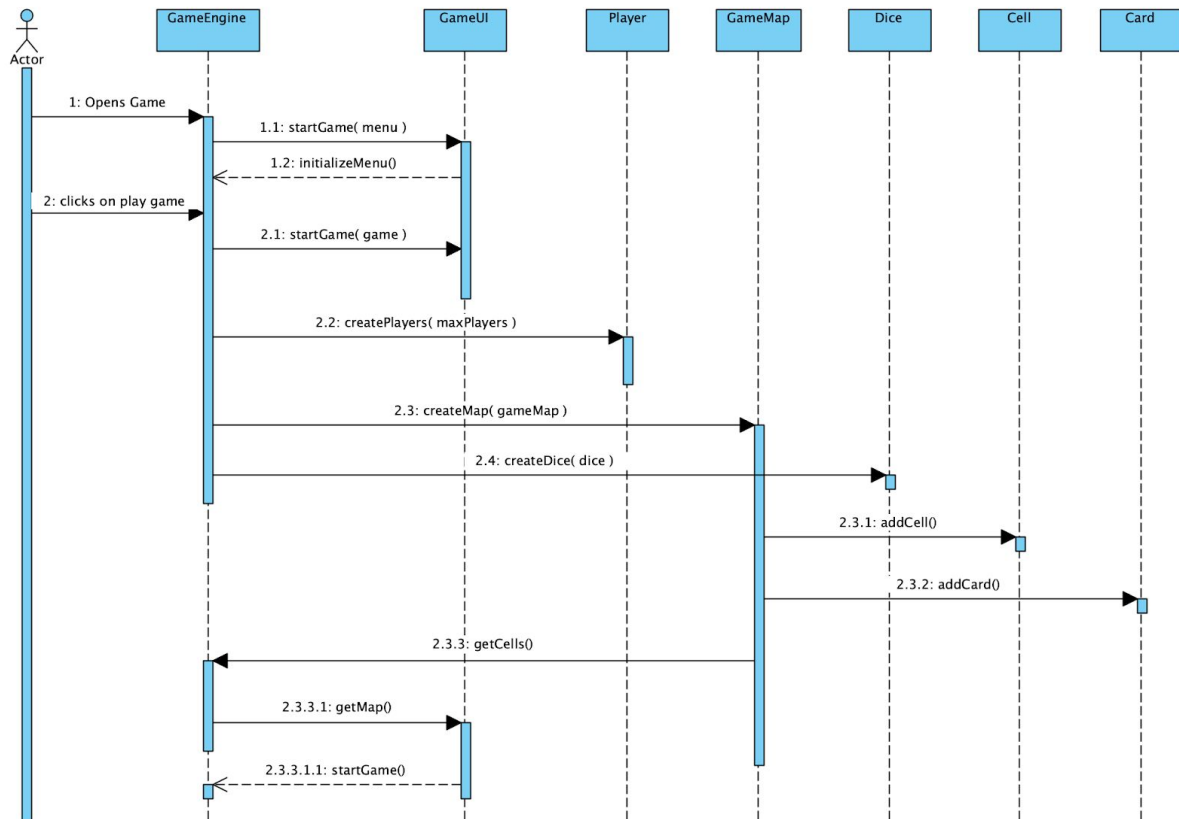 GameEngine
GameUI
Player
GameMap
Dice
Cell
Card
Actor
1: Opens Game
1.1: startGame( menu )
1.2: initializeMenu()
2: clicks on play game
2.1: startGame( game )
2.2: createPlayers( maxPlayers )
2.3: createMap( gameMap )
2.4: createDice( dice )
2.3.1: addCell()
2.3.2: addCard()
2.3.3: getCells()
2.3.3.1: getMap()
2.3.3.1.1: startGame()